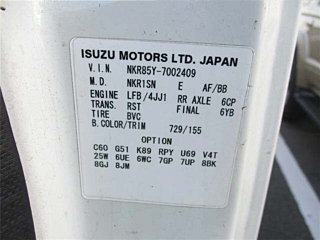 ISUZU MOTORS LTD. JAPAN
V.I.N. NKR85Y-7002409
M.D. NKR1SN E AF/BB
ENGINE LFB/4JJ1 RR AXLE 6CP
TRANS. RST FINAL 6YB
TIRE BVC
B.COLOR/TRIM 729/155
OPTION
C60 G51 K89 RPY U69 V4T
25W 6UE 6WC 7GP 7UP 8BK
8GJ 8JM